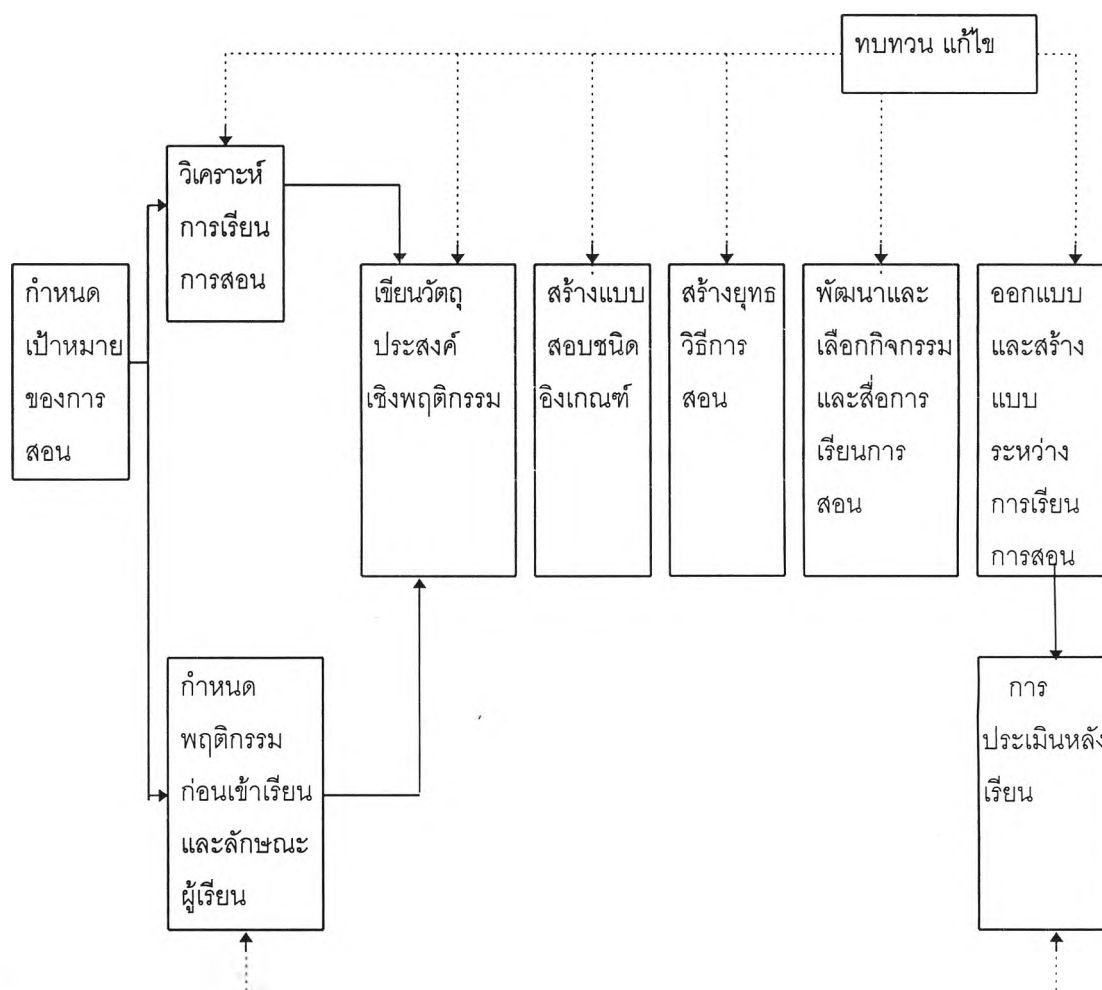 ทบทวน แก้ไข
วิเคราะห์
การเรียน
การสอน
กำหนด
เป้าหมาย
ของการ
สอน
เขียนวัตถุ
ประสงค์
เชิงพฤติกรรม
สร้างแบบ
สอบชนิด
อิงเกณฑ์
สร้างยุทธ
วิธีการ
สอน
พัฒนาและ
เลือกกิจกรรม
และสื่อการ
เรียนการ
สอน
ออกแบบ
และสร้าง
แบบ
ระหว่าง
การเรียน
การสอน
กำหนด
พฤติกรรม
ก่อนเข้าเรียน
และลักษณะ
ผู้เรียน
การ
ประเมินหลัง
เรียน